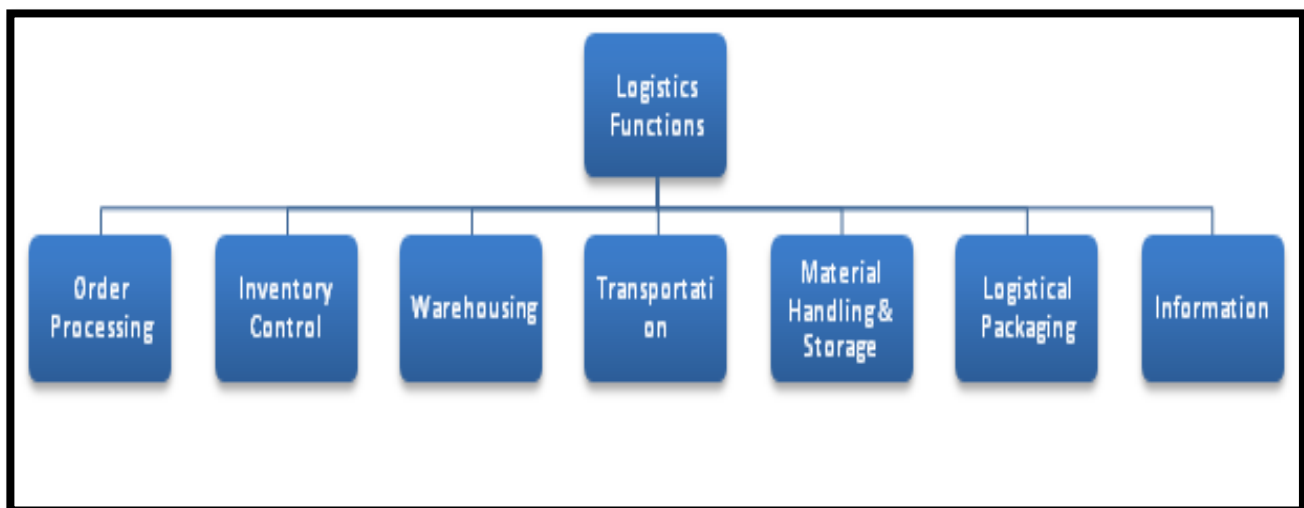 Logistics
Functions
Order
Processing
Inventory
Control
Warehousing
Transportati
on
Material
Handling &
Storage
Logistical
Packaging
Information